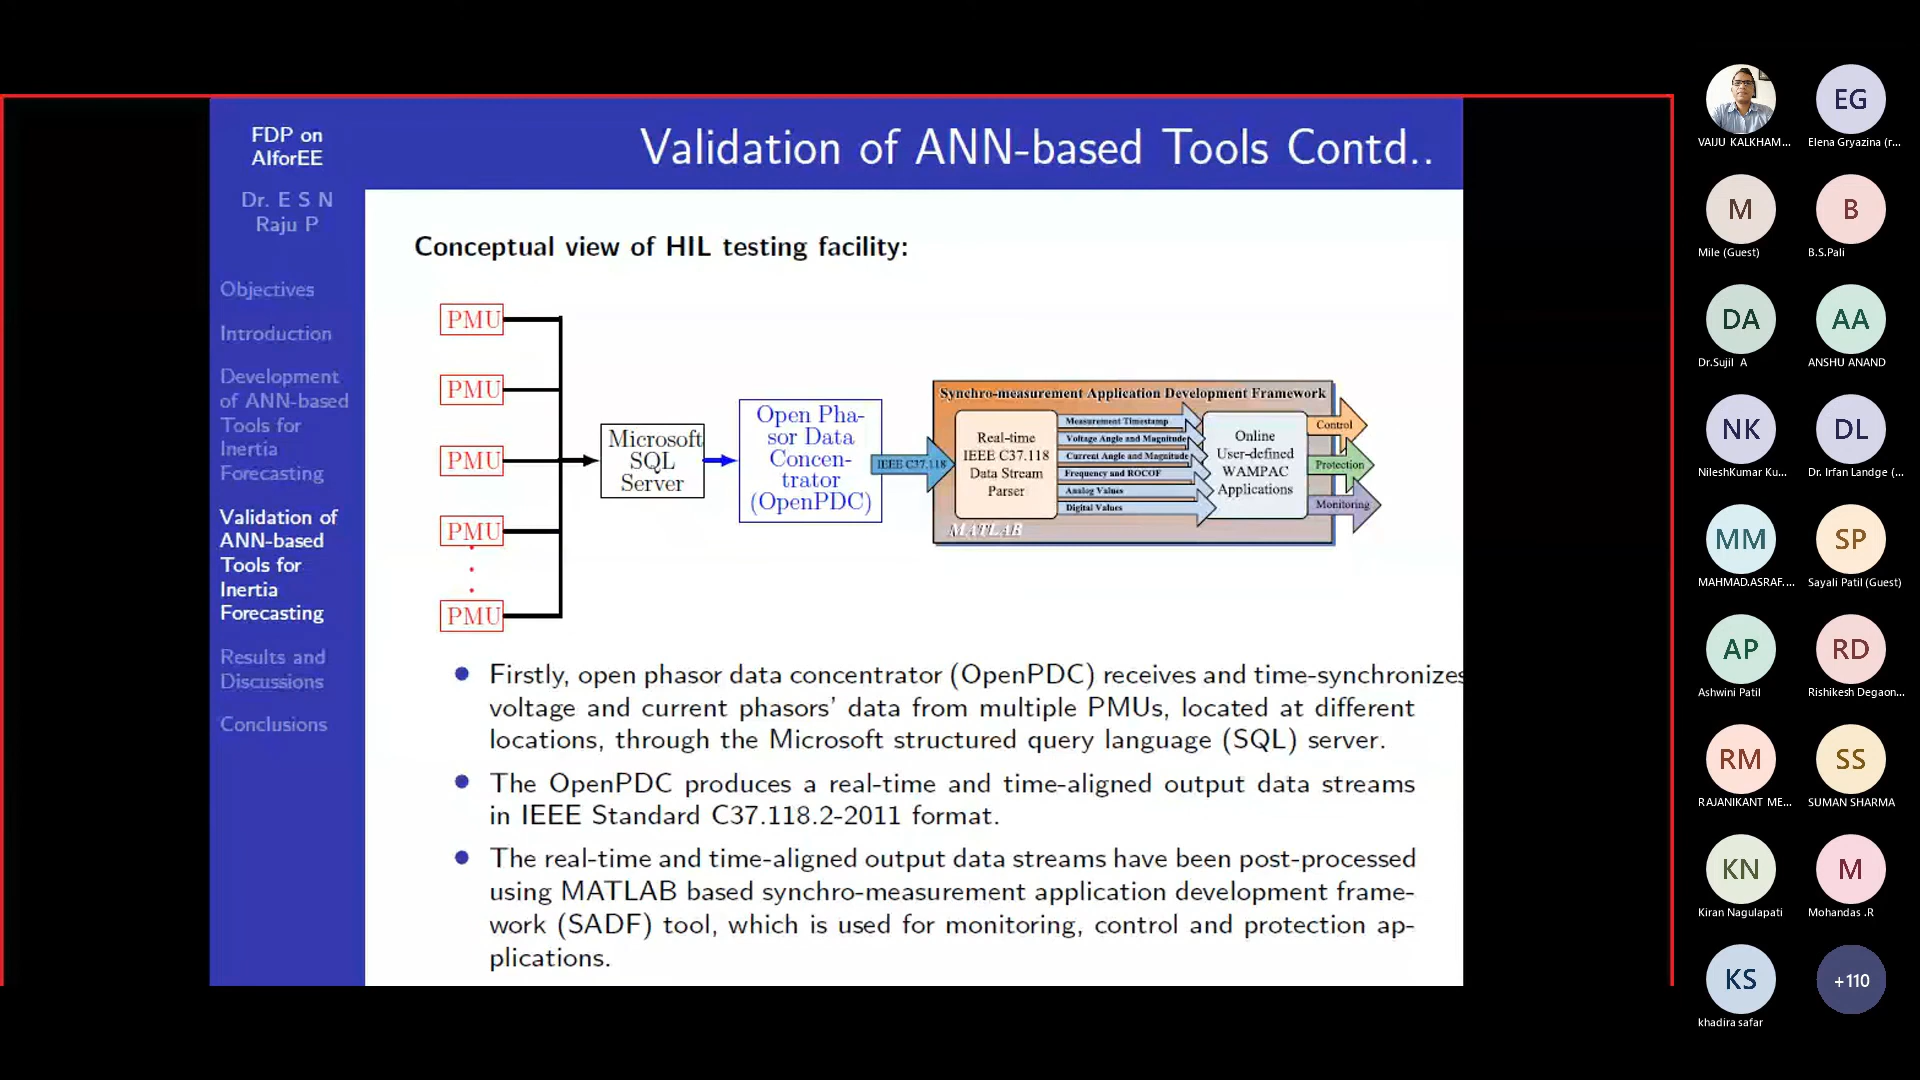 FDP on
AIforEE
Dr. E S N
Raju P
Objectives
Introduction
Development
of ANN-based
Tools for
Inertia
Forecasting
Validation of
ANN-based
Tools for
Inertia
Forecasting
Results and
Discussions
Conclusions
Validation of ANN-based Tools Contd..
Conceptual view of HIL testing facility:
PMU
PMU
PMU
PMU
PMU
Microsoft
SQL
Server
Open Pha-
sor Data
Concen-
trator
(OpenPDC)
IEEE C37.118
Synchro-measurement Application Development Framework
Real-time
IEEE C37.118
Data Stream
Parser
Measurement Timestamp
Voltage Angle and Magnitude
Current Angle and Magnitude
Frequency and ROCOF
Analog Values
Digital Values
Online
User-defined
WAMPAC
Applications
Control
Protection
Monitoring
MATLAB
Firstly, open phasor data concentrator (OpenPDC) receives and time-synchronizes
voltage and current phasors' data from multiple PMUs, located at different
locations, through the Microsoft structured query language (SQL) server.
The OpenPDC produces a real-time and time-aligned output data streams
in IEEE Standard C37.118.2-2011 format.
The real-time and time-aligned output data streams have been post-processed
using MATLAB based synchro-measurement application development frame-
work (SADF) tool, which is used for monitoring, control and protection ap-
plications.
VAIJU KALKHAM...
EG
Elena Gryazina (r...
M
Mile (Guest)
B
B.S.Pali
DA
Dr.Sujil A
AA
ANSHU ANAND
NK
NileshKumar Ku...
DL
Dr. Irfan Landge (...
MM
MAHMAD.ASRAF....
SP
Sayali Patil (Guest)
AP
Ashwini Patil
RD
Rishikesh Degaon...
RM
RAJANIKANT ME...
SS
SUMAN SHARMA
KN
Kiran Nagulapati
M
Mohandas .R
KS
khadira safar
+110